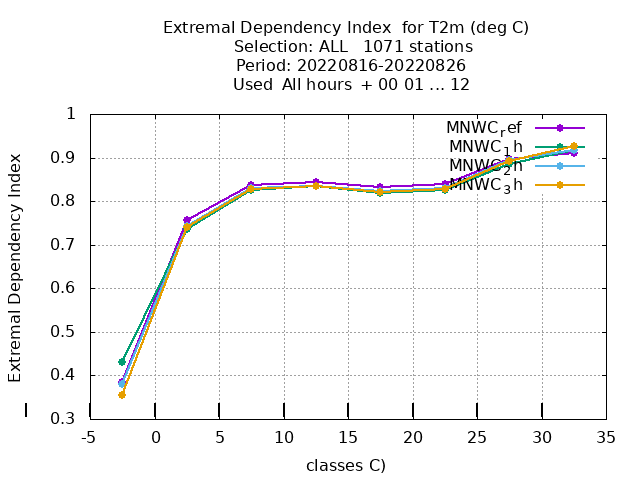 Extremal Dependency Index  for T2m (deg C)
Selection: ALL   1071 stations
Period: 20220816-20220826
Used  All hours  + 00 01 ... 12
1
0.9
0.8
0.7
0.6
0.5
0.4
0.3
Extremal Dependency Index
MNWC_ref
MNWC_1h
MNWC_2h
MNWC_3h
-5 0 5 10 15 20 25 30 35
classes C)